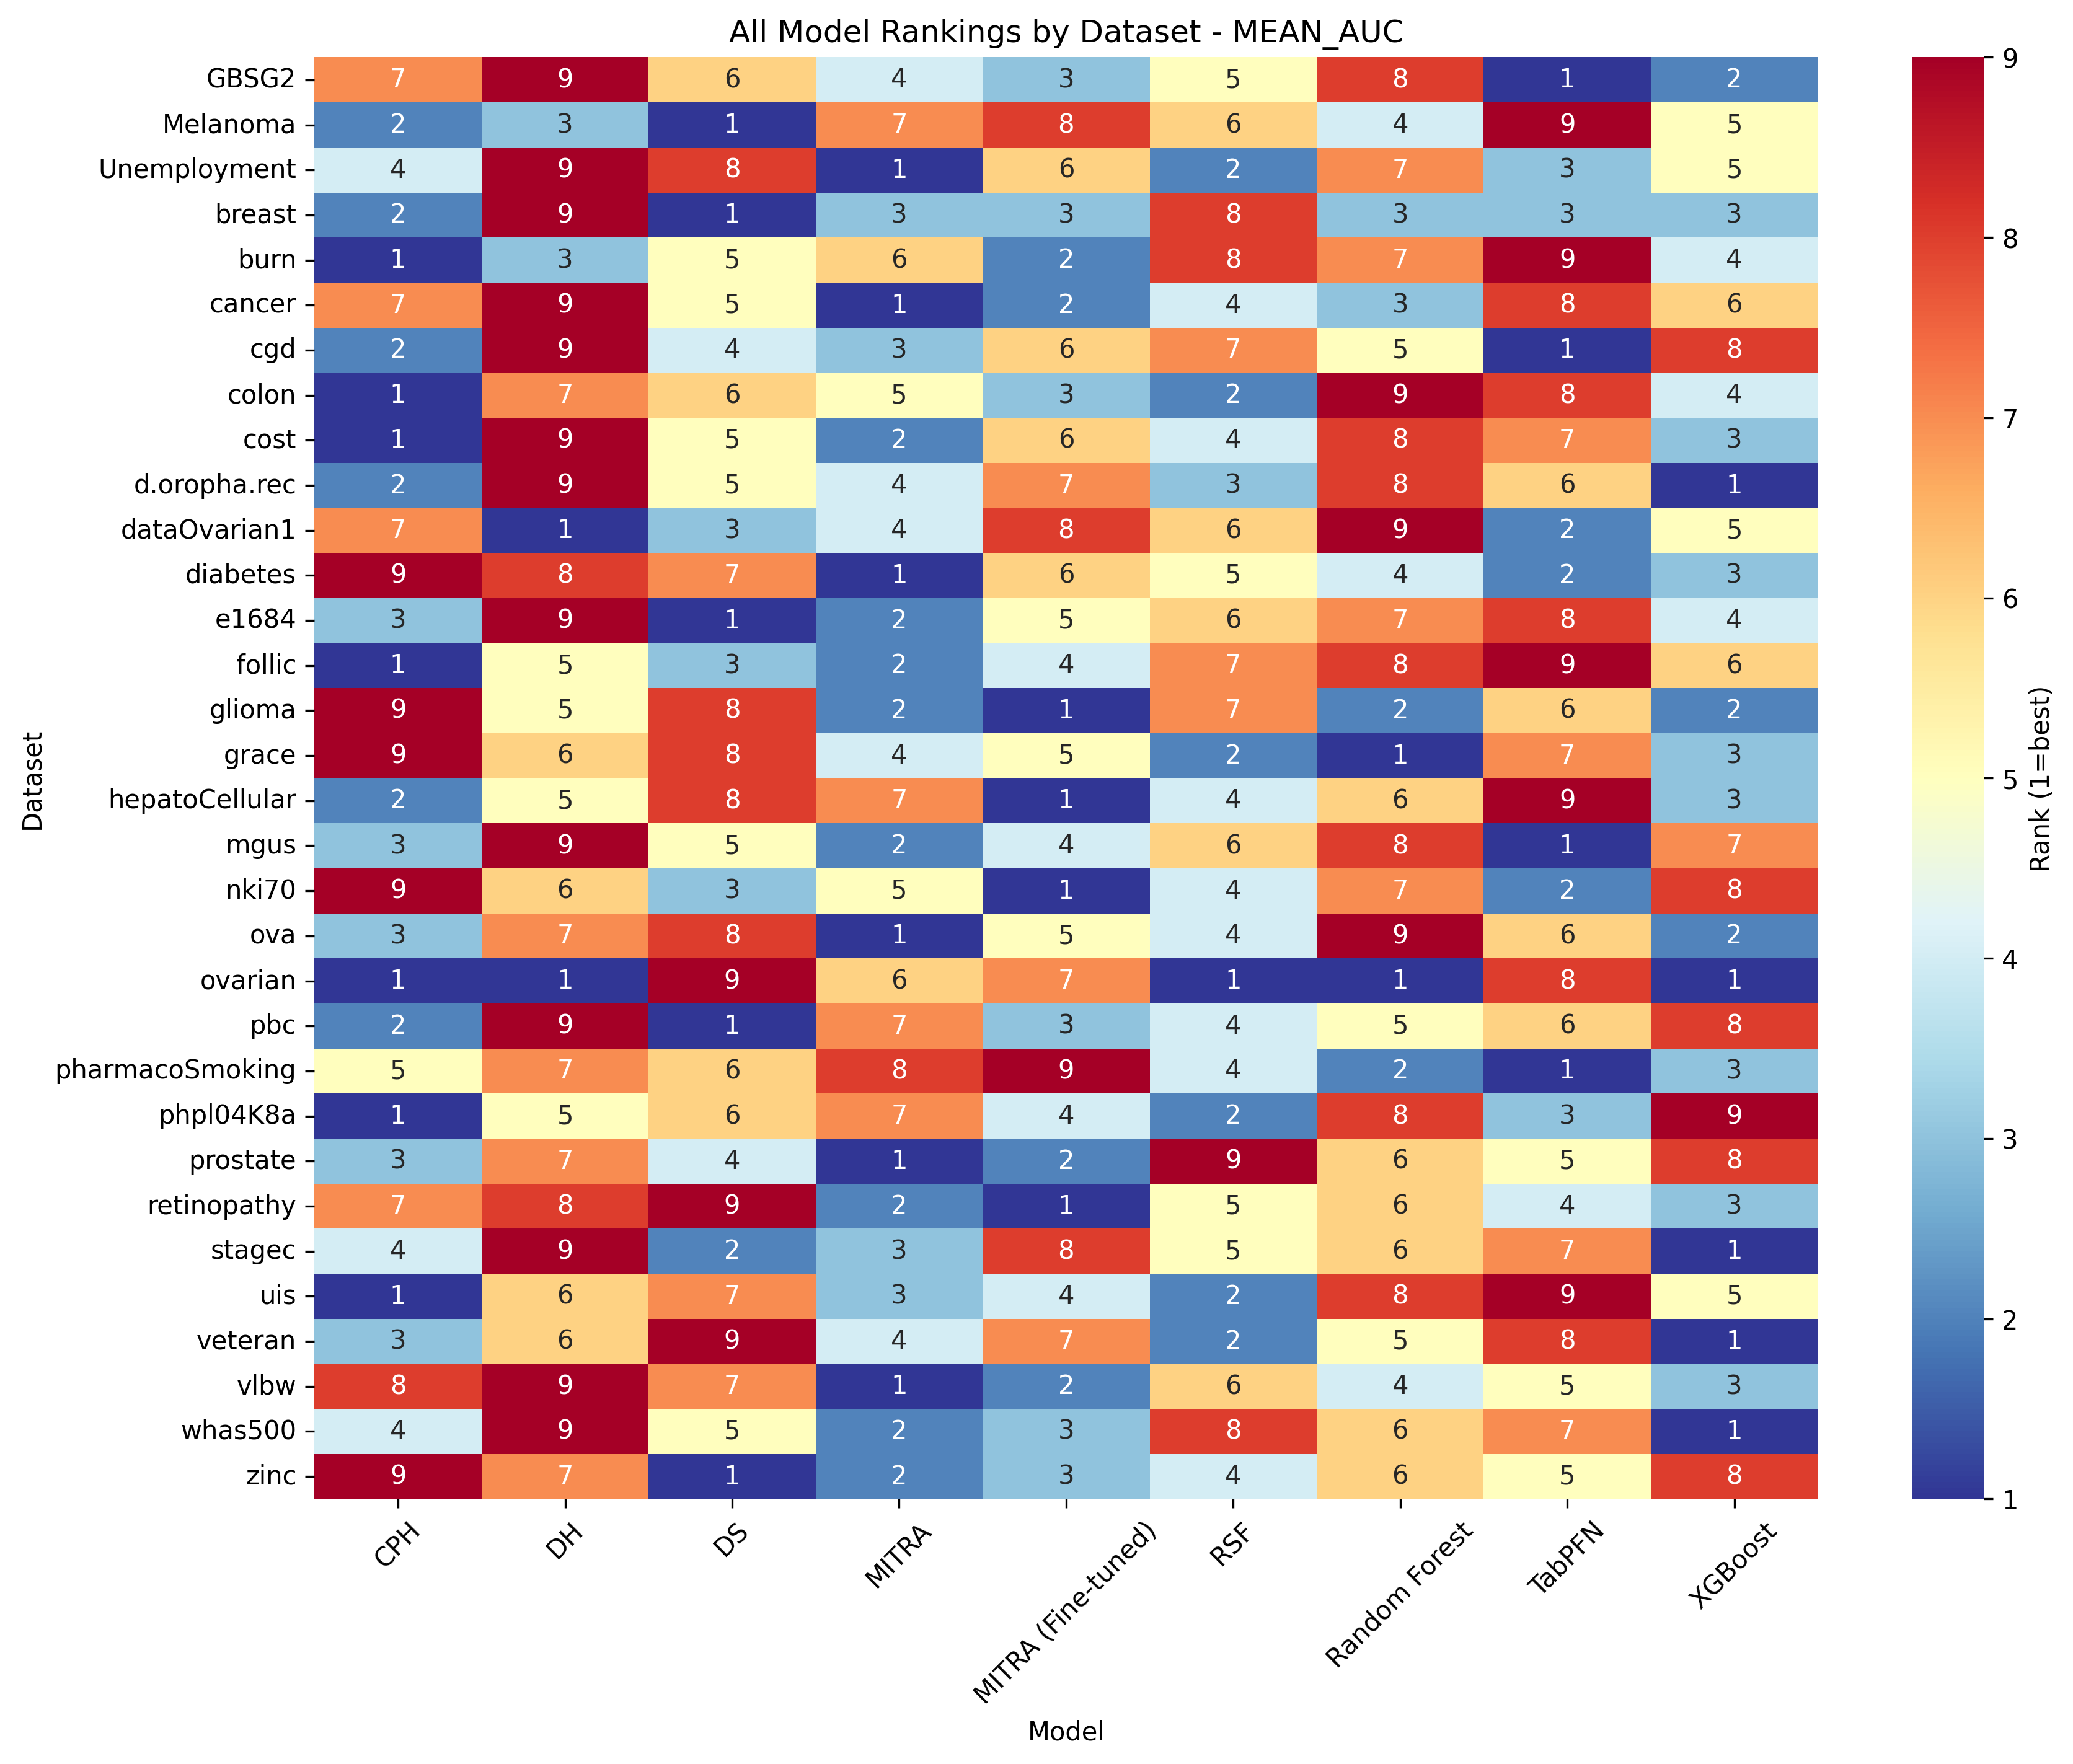 All Model Rankings by Dataset - MEAN_AUC
GBSG2 7 9 6 4 3 5 8 1 2
Melanoma 2 3 1 7 8 6 4 9 5
Unemployment 4 9 8 1 6 2 7 3 5
breast 2 9 1 3 3 8 3 3 3
burn 1 3 5 6 2 8 7 9 4
cancer 7 9 5 1 2 4 3 8 6
cgd 2 9 4 3 6 7 5 1 8
colon 1 7 6 5 3 2 9 8 4
cost 1 9 5 2 6 4 8 7 3
d.oropha.rec 2 9 5 4 7 3 8 6 1
dataOvarian1 7 1 3 4 8 6 9 2 5
diabetes 9 8 7 1 6 5 4 2 3
e1684 3 9 1 2 5 6 7 8 4
follic 1 5 3 2 4 7 8 9 6
glioma 9 5 8 2 1 7 2 6 2
grace 9 6 8 4 5 2 1 7 3
hepatoCellular 2 5 8 7 1 4 6 9 3
mgus 3 9 5 2 4 6 8 1 7
nki70 9 6 3 5 1 4 7 2 8
ova 3 7 8 1 5 4 9 6 2
ovarian 1 1 9 6 7 1 1 8 1
pbc 2 9 1 7 3 4 5 6 8
pharmacoSmoking 5 7 6 8 9 4 2 1 3
phpl04K8a 1 5 6 7 4 2 8 3 9
prostate 3 7 4 1 2 9 6 5 8
retinopathy 7 8 9 2 1 5 6 4 3
stagec 4 9 2 3 8 5 6 7 1
uis 1 6 7 3 4 2 8 9 5
veteran 3 6 9 4 7 2 5 8 1
vlbw 8 9 7 1 2 6 4 5 3
whas500 4 9 5 2 3 8 6 7 1
zinc 9 7 1 2 3 4 6 5 8
CPH DH DS MITRA MITRA (Fine-tuned) RSF Random Forest TabPFN XGBoost
Model
Dataset
9
8
7
6
5
4
3
2
1
Rank (1=best)